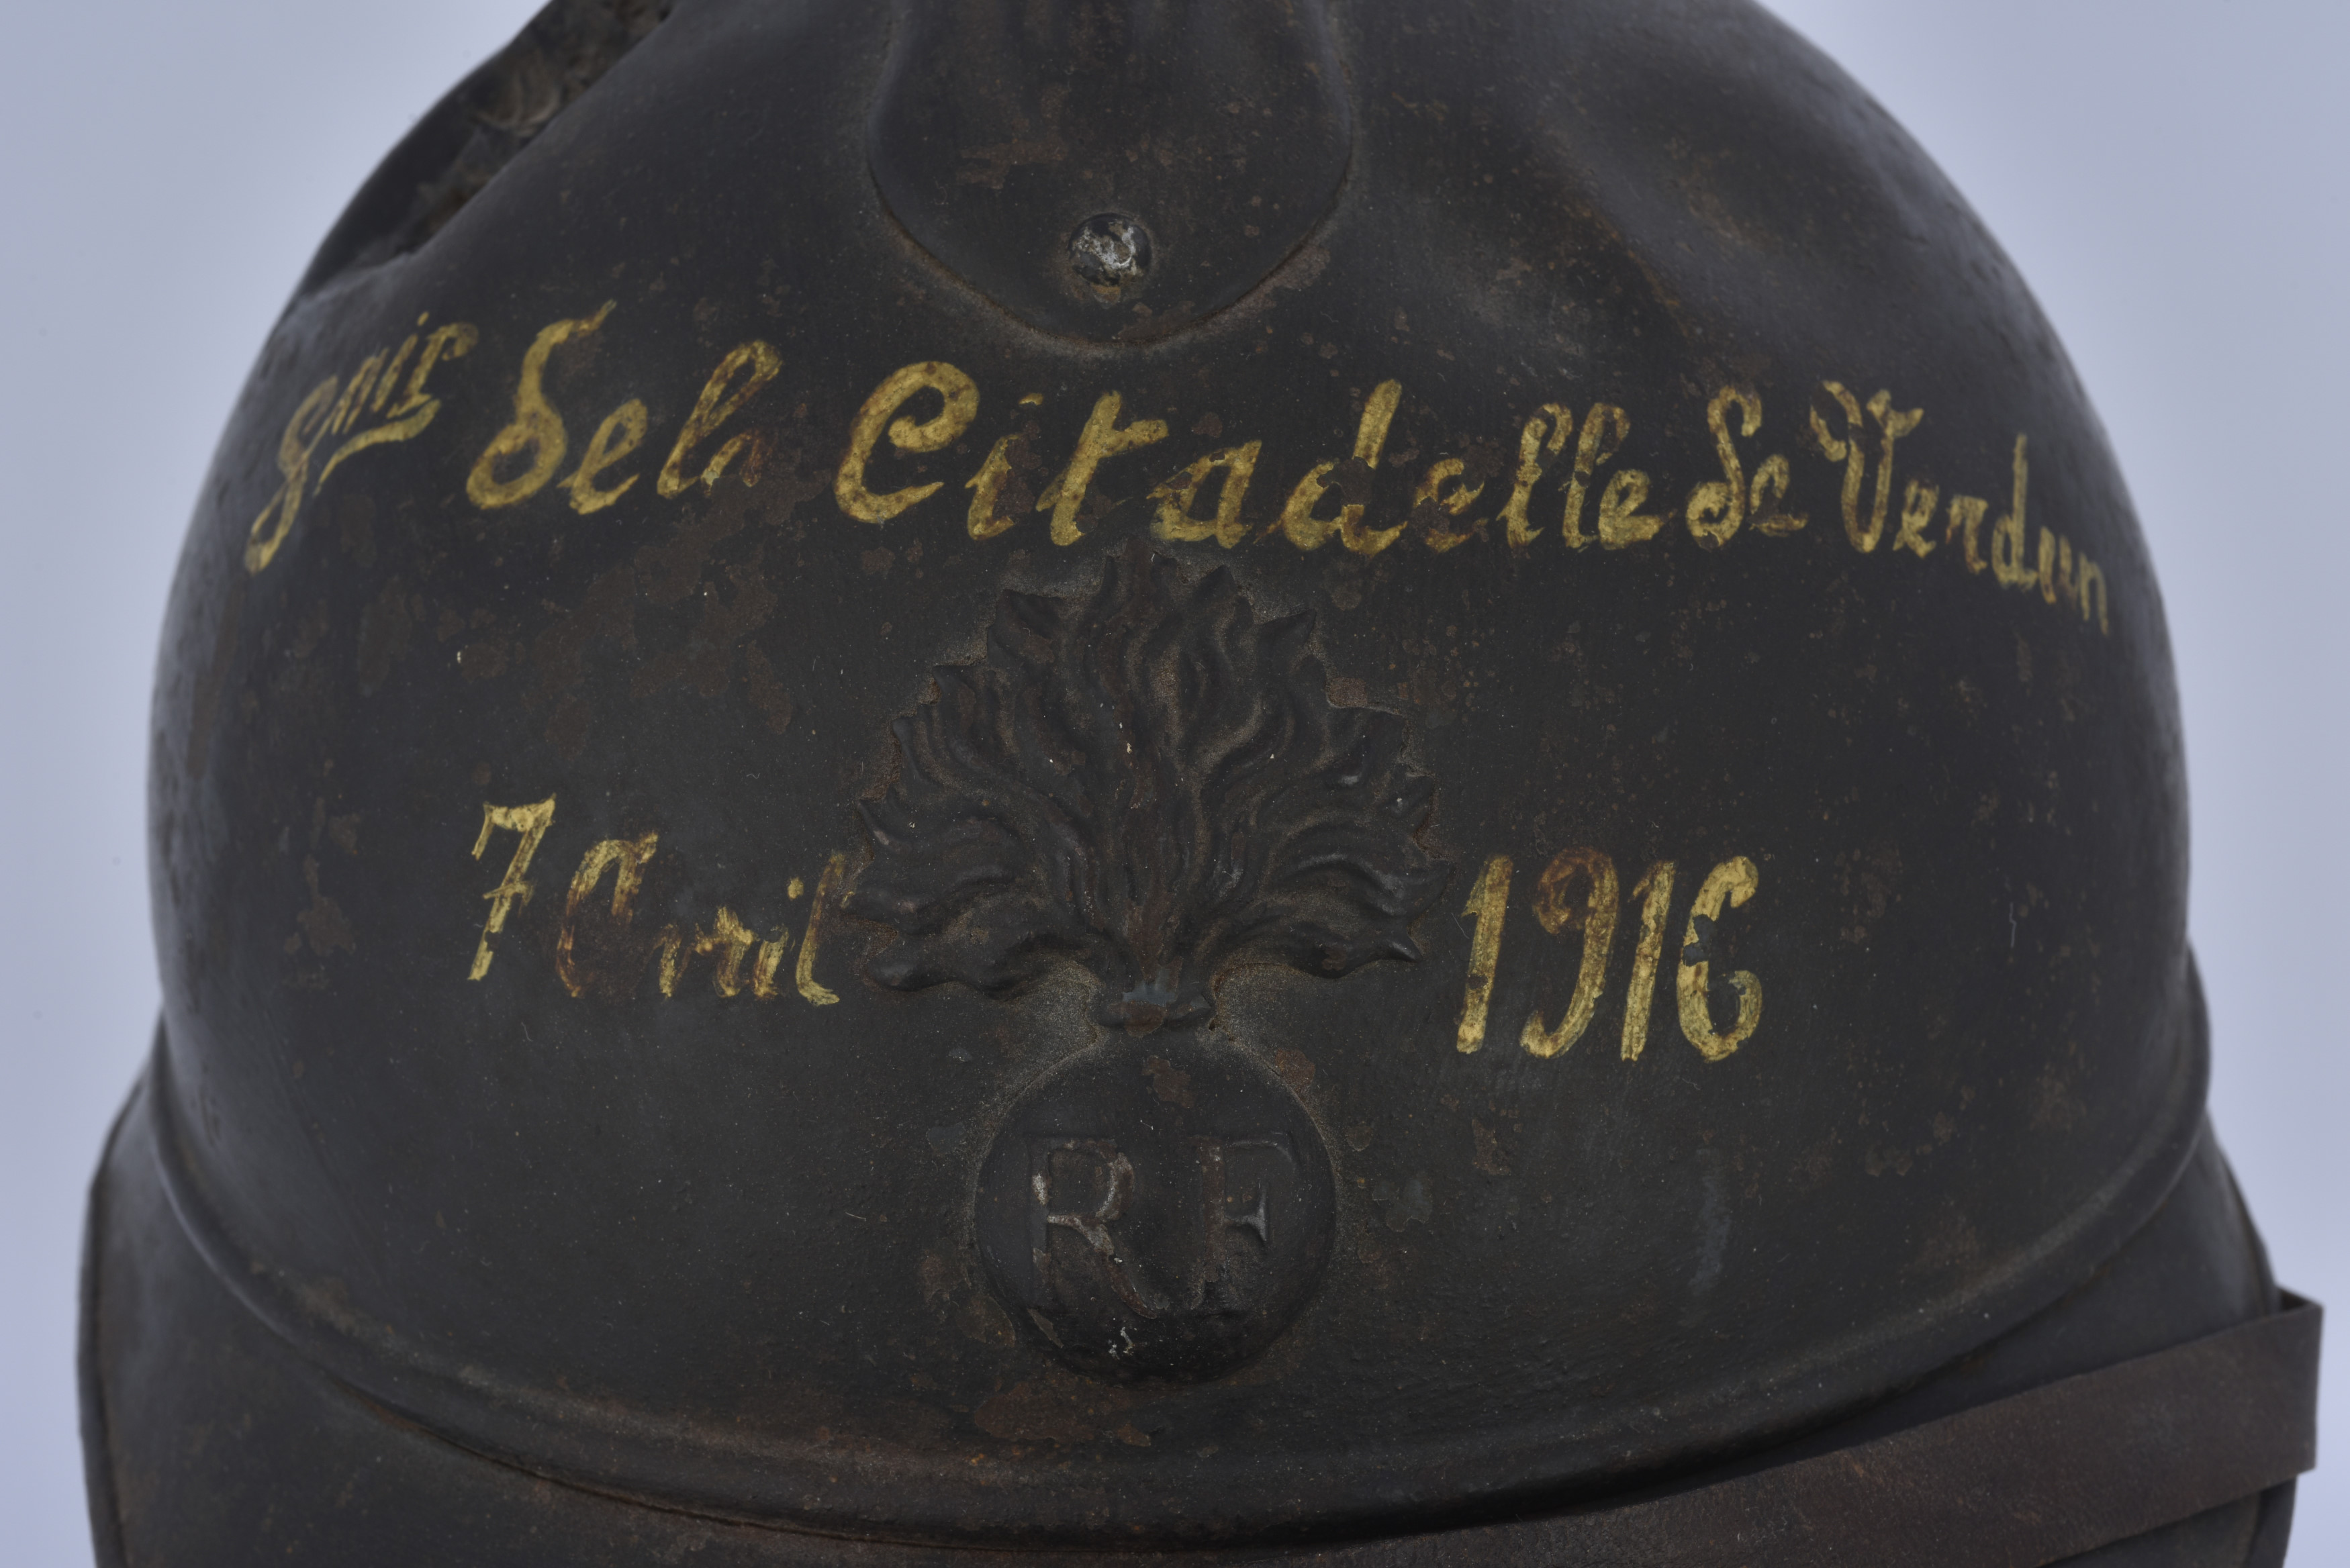 de la Citadelle de Verdun
7 Avril 1916
RF